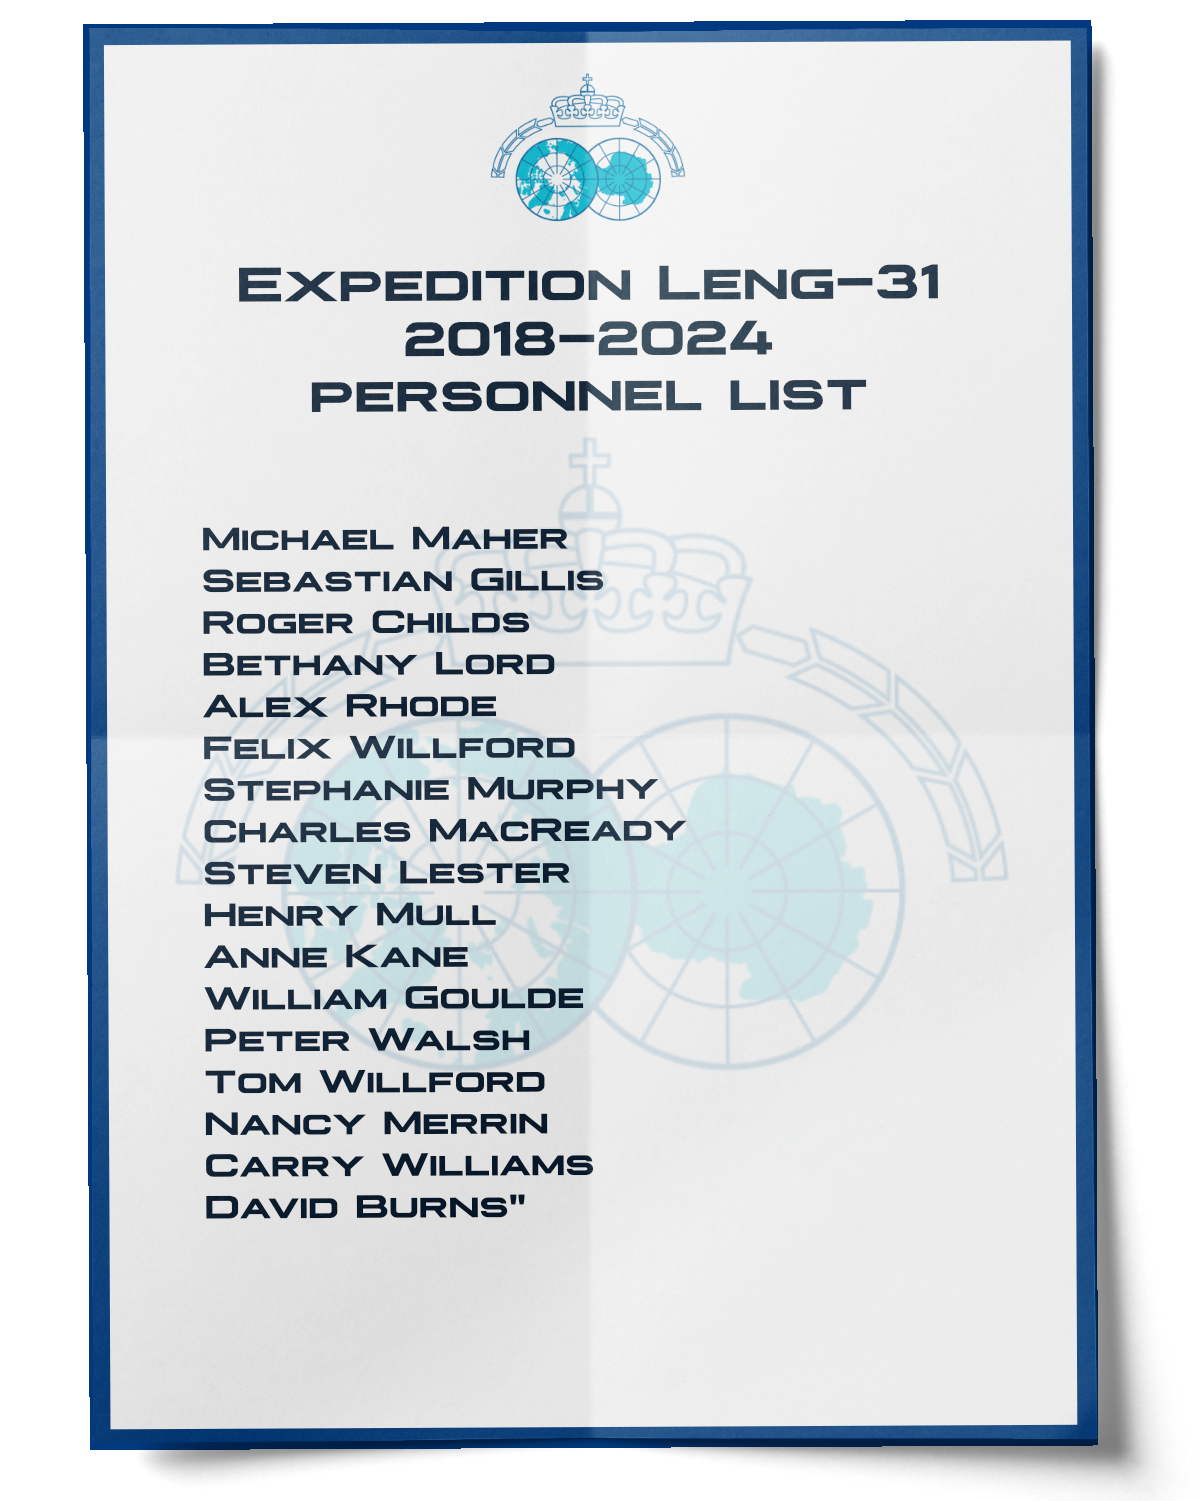 Expedition Leng-31
2018-2024
personnel list
Michael Maher
Sebastian Gillis
Roger Childs
Bethany Lord
Alex Rhode
Felix Willford
Stephanie Murphy
Charles MacReady
Steven Lester
Henry Mull
Anne Kane
William Goulde
Peter Walsh
Tom Willford
Nancy Merrin
Carry Williams
David Burns"